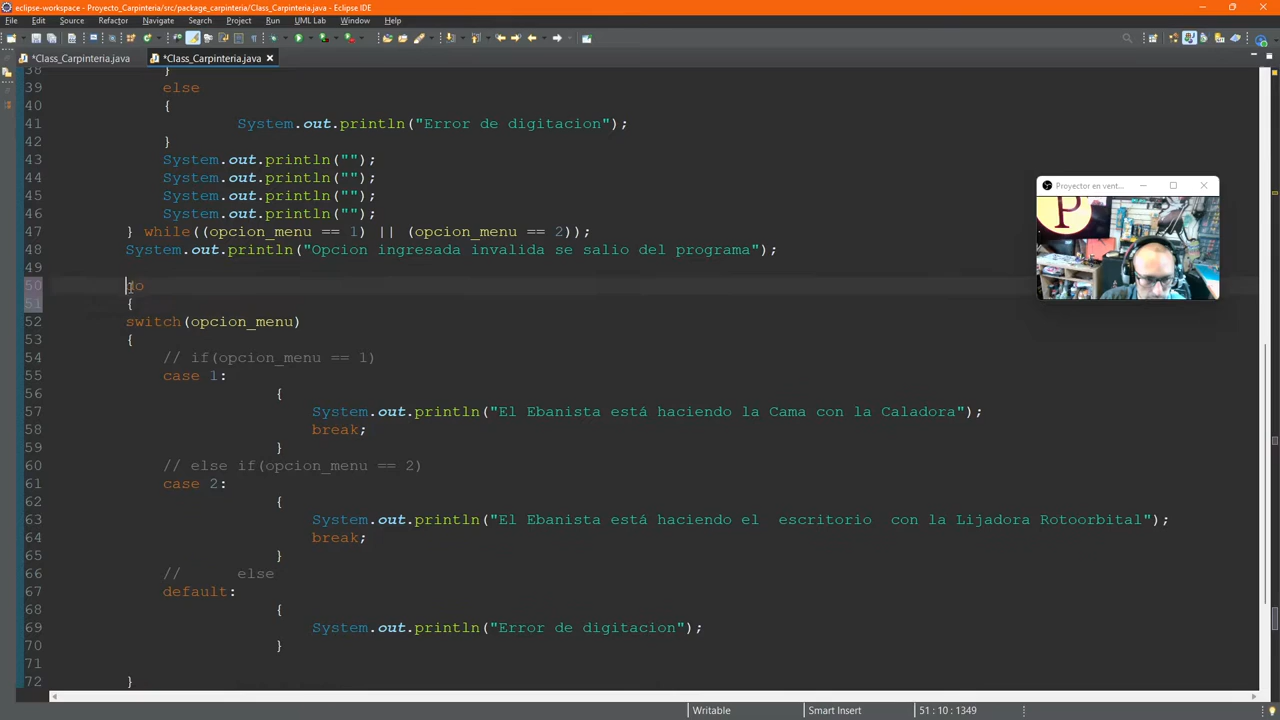 eclipse-workspace - Proyecto_Carpinteria/src/package_carpinteria/Class_Carpinteria.java - Eclipse IDE
File Edit Source Refactor Navigate Search Project Run UML Lab Window Help
*Class_Carpinteria.java *Class_Carpinteria.java
38 }
39 else
40 {
41 System.out.println("Error de digitacion");
42 }
43 System.out.println("");
44 System.out.println("");
45 System.out.println("");
46 System.out.println("");
47 } while((opcion_menu == 1) || (opcion_menu == 2));
48 System.out.println("Opcion ingresada invalida se salio del programa");
49
50 do
51 {
52 switch(opcion_menu)
53 {
54 // if(opcion_menu == 1)
55 case 1:
56 {
57 System.out.println("El Ebanista está haciendo la Cama con la Caladora");
58 break;
59 }
60 // else if(opcion_menu == 2)
61 case 2:
62 {
63 System.out.println("El Ebanista está haciendo el  escritorio  con la Lijadora Rotoorbital");
64 break;
65 }
66 // else
67 default:
68 {
69 System.out.println("Error de digitacion");
70 }
71
72 }
Proyector en vent...
P
Writable Smart Insert 51 : 10 : 1349